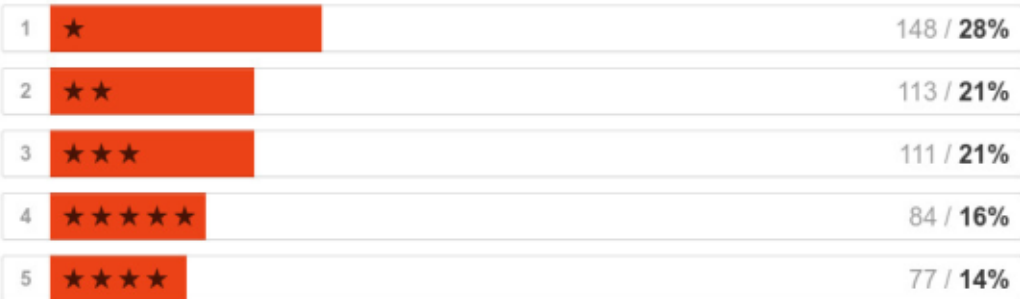 1 ★ 148 / 28%
2 ★★ 113 / 21%
3 ★★★ 111 / 21%
4 ★★★★★ 84 / 16%
5 ★★★★ 77 / 14%